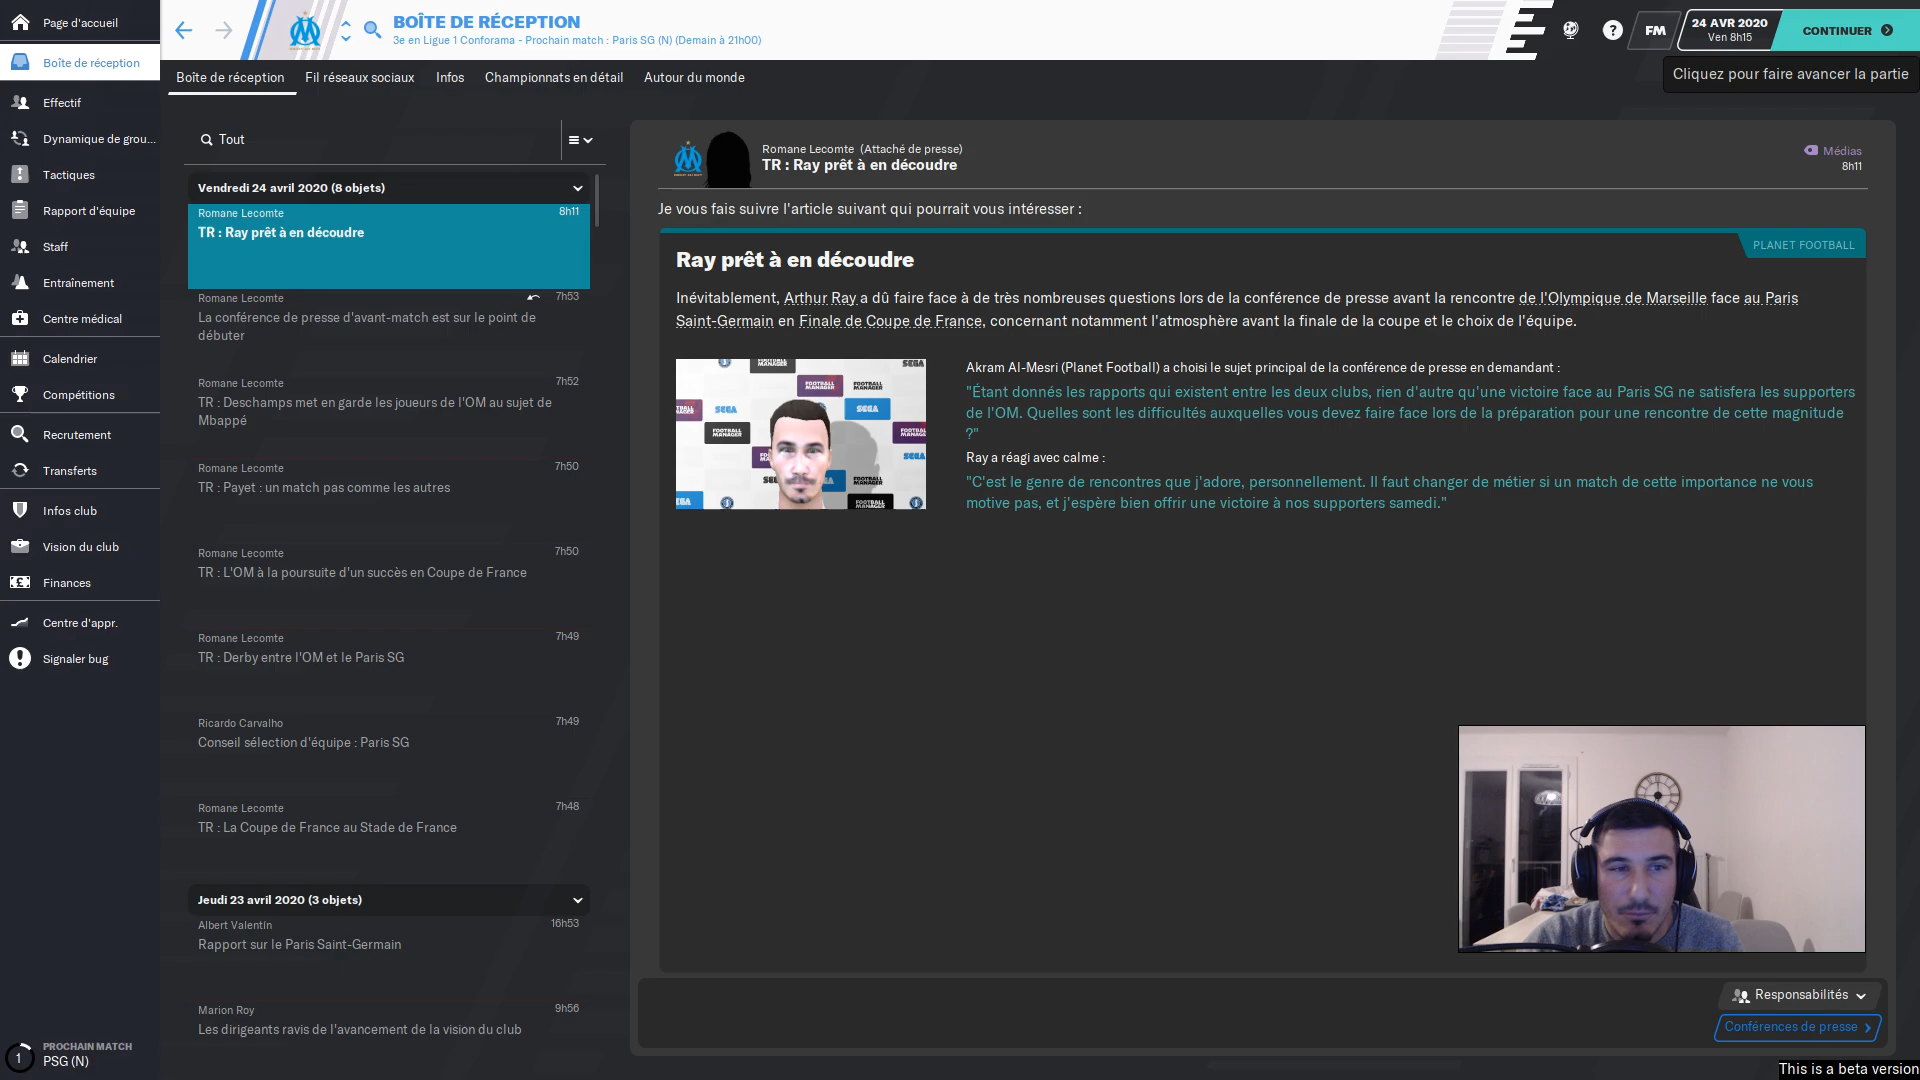 Page d'accueil
Boîte de réception
Effectif
Dynamique de grou...
Tactiques
Rapport d'équipe
Staff
Entraînement
Centre médical
Calendrier
Compétitions
Recrutement
Transferts
Infos club
Vision du club
Finances
Centre d'appr.
Signaler bug
PROCHAIN MATCH
1
PSG (N)
BOÎTE DE RÉCEPTION
3e en Ligue 1 Conforama - Prochain match : Paris SG (N) (Demain à 21h00)
FM
24 AVR 2020
Ven 8h15
CONTINUER
Cliquez pour faire avancer la partie
Boîte de réception Fil réseaux sociaux Infos Championnats en détail Autour du monde
Tout
Vendredi 24 avril 2020 (8 objets)
Romane Lecomte 8h11
TR : Ray prêt à en découdre
Romane Lecomte 7h53
La conférence de presse d'avant-match est sur le point de
débuter
Romane Lecomte 7h52
TR : Deschamps met en garde les joueurs de l'OM au sujet de
Mbappé
Romane Lecomte 7h50
TR : Payet : un match pas comme les autres
Romane Lecomte 7h50
TR : L'OM à la poursuite d'un succès en Coupe de France
Romane Lecomte 7h49
TR : Derby entre l'OM et le Paris SG
Ricardo Carvalho 7h49
Conseil sélection d'équipe : Paris SG
Romane Lecomte 7h48
TR : La Coupe de France au Stade de France
Jeudi 23 avril 2020 (3 objets)
Albert Valentín 16h53
Rapport sur le Paris Saint-Germain
Marion Roy 9h56
Les dirigeants ravis de l'avancement de la vision du club
Romane Lecomte (Attaché de presse)
TR : Ray prêt à en découdre
Médias
8h11
Je vous fais suivre l'article suivant qui pourrait vous intéresser :
PLANET FOOTBALL
Ray prêt à en découdre
Inévitablement, Arthur Ray a dû faire face à de très nombreuses questions lors de la conférence de presse avant la rencontre de l'Olympique de Marseille face au Paris
Saint-Germain en Finale de Coupe de France, concernant notamment l'atmosphère avant la finale de la coupe et le choix de l'équipe.
MANAGER SEGA
FOOTBALL MANAGER FOOTBALL MANAGER
SEGA SEGA
FOOTBALL MANAGER
SEGA
FOOTBALL MANAGER
FOOTBALL MANAGER
Akram Al-Mesri (Planet Football) a choisi le sujet principal de la conférence de presse en demandant :
"Étant donnés les rapports qui existent entre les deux clubs, rien d'autre qu'une victoire face au Paris SG ne satisfera les supporters
de l'OM. Quelles sont les difficultés auxquelles vous devez faire face lors de la préparation pour une rencontre de cette magnitude
?"
Ray a réagi avec calme :
"C'est le genre de rencontres que j'adore, personnellement. Il faut changer de métier si un match de cette importance ne vous
motive pas, et j'espère bien offrir une victoire à nos supporters samedi."
Responsabilités
Conférences de presse
This is a beta version